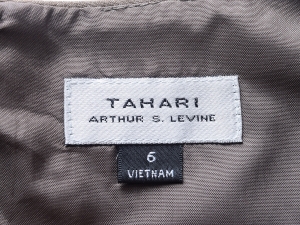 TAHARI
ARTHUR S. LEVINE
6
VIETNAM